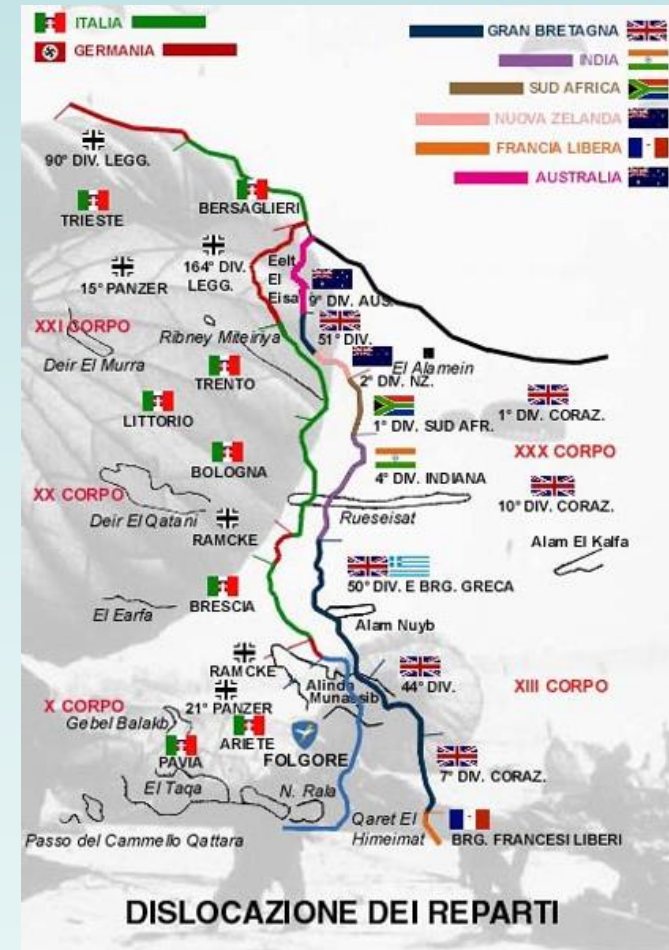 ITALIA
GERMANIA
GRAN BRETAGNA
INDIA
SUD AFRICA
NUOVA ZELANDA
FRANCIA LIBERA
AUSTRALIA
90° DIV. LEGG.
TRIESTE
BERSAGLIERI
15° PANZER
164° DIV.
LEGG.
Eelt
El
Eisa
9° DIV. AUS.
XXI CORPO
Deir El Murra
Ribney Miteiriya
51° DIV.
TRENTO
El Alamein
2° DIV. NZ.
LITTORIO
1° DIV. SUD AFR.
1° DIV. CORAZ.
XXX CORPO
BOLOGNA
4° DIV. INDIANA
10° DIV. CORAZ.
XX CORPO
Deir El Qatani
RAMCKE
Rueseisat
Alam El Kalfa
50° DIV. E BRG. GRECA
BRESCIA
El Earfa
Alam Nuyb
RAMCKE
21° PANZER
Alinda
Munassib
44° DIV.
XIII CORPO
X CORPO
Gebel Balakb
ARIETE
PAVIA
FOLGORE
7° DIV. CORAZ.
El Taqa
N. Rala
Passo del Cammello Qattara
Qaret El
Himeimat
BRG. FRANCESI LIBERI
DISLOCAZIONE DEI REPARTI